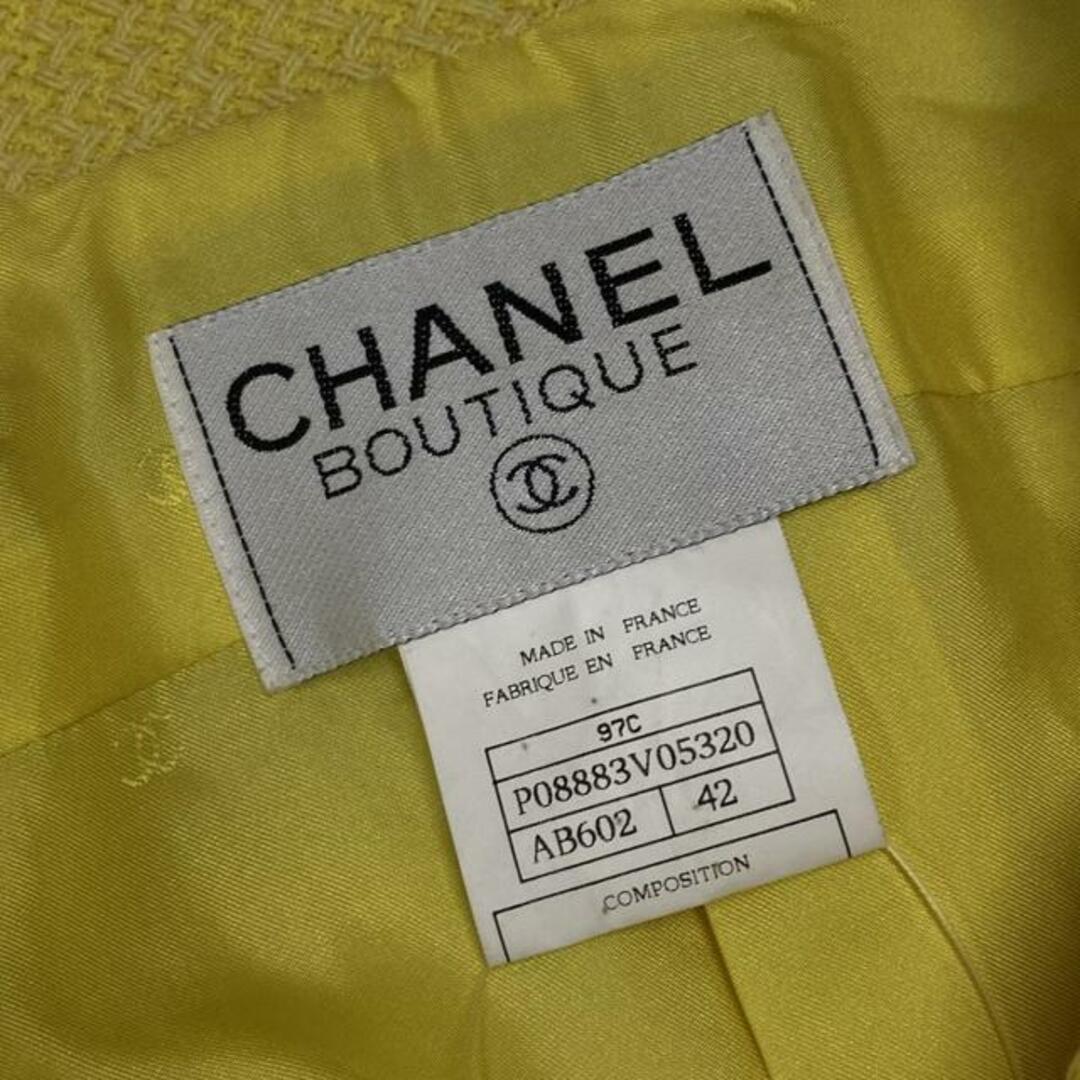 CHANEL
BOUTIQUE
MADE IN FRANCE
FABRIQUE EN FRANCE
97C
P08883V05320
AB602 42
COMPOSITION